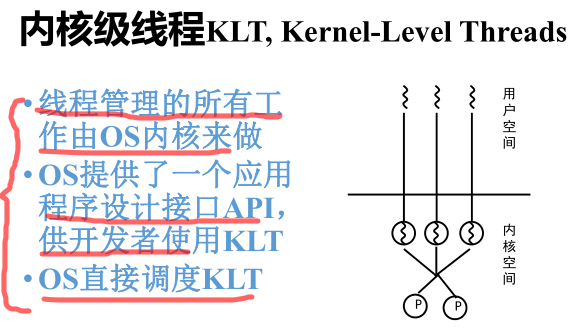 内核级线程KLT, Kernel-Level Threads
•线程管理的所有工
作由OS内核来做
•OS提供了一个应用
程序设计接口API，
供开发者使用KLT
•OS直接调度KLT
用户空间
内核空间
P
P